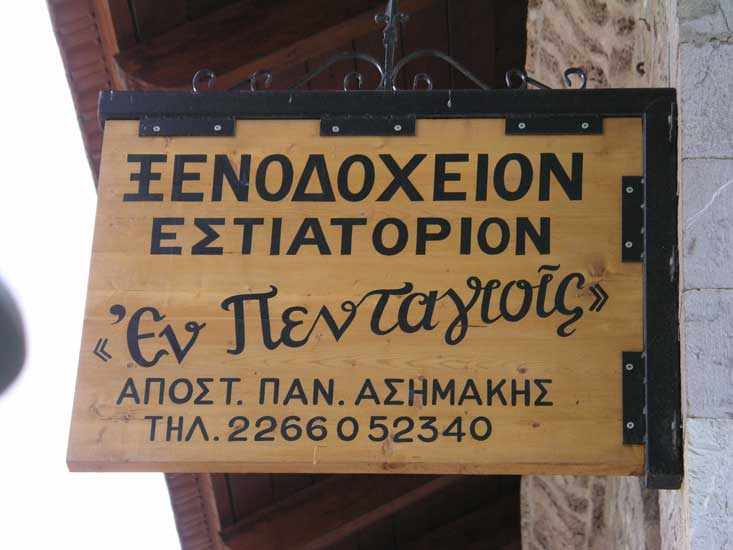 ΞΕΝΟΔΟΧΕΙΟΝ
ΕΣΤΙΑΤΟΡΙΟΝ
«Ἐν Πενταγιοῖς»
ΑΠΟΣΤ. ΠΑΝ. ΑΣΗΜΑΚΗΣ
ΤΗΛ. 2266052340